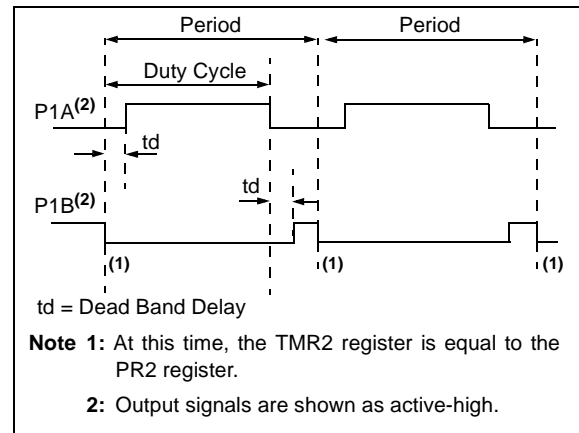 Period Period
Duty Cycle
P1A(2)
td
td
P1B(2)
(1) (1) (1)
td = Dead Band Delay
Note 1: At this time, the TMR2 register is equal to the
PR2 register.
2: Output signals are shown as active-high.